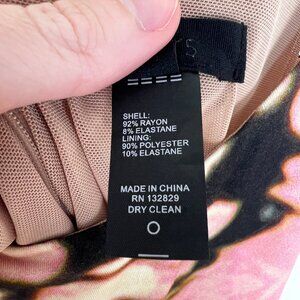 S
SHELL:
92% RAYON
8% ELASTANE
LINING:
90% POLYESTER
10% ELASTANE
MADE IN CHINA
RN 132829
DRY CLEAN